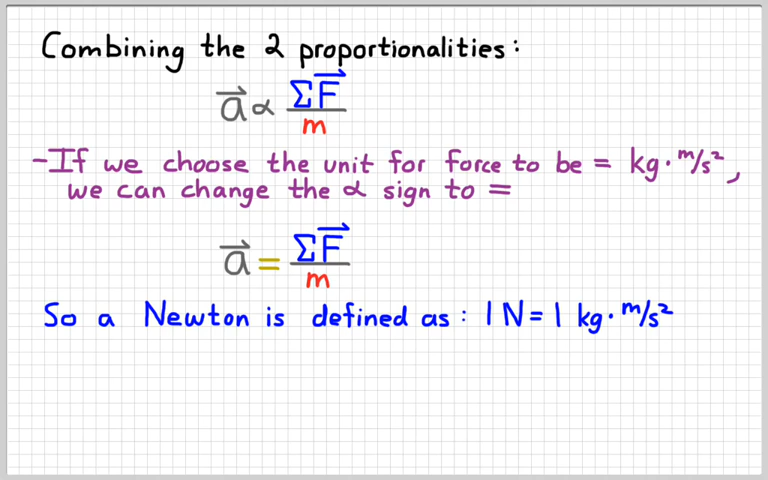 Combining the 2 proportionalities:
a⃗ ∝ ΣF⃗ / m
-If we choose the unit for force to be = kg·m/s²,
we can change the ∝ sign to =
a⃗ = ΣF⃗ / m
So a Newton is defined as: 1 N = 1 kg·m/s²